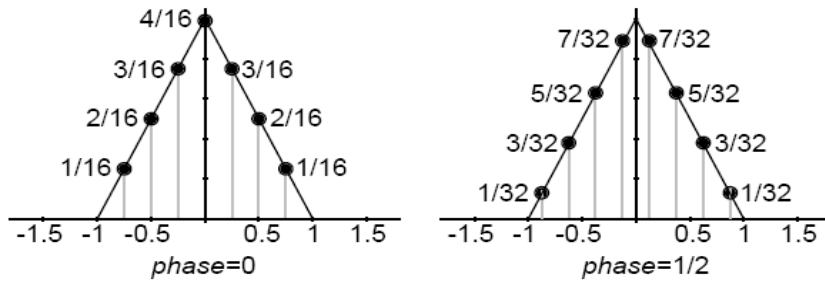 4/16
7/32 7/32
3/16 3/16
5/32 5/32
2/16 2/16
3/32 3/32
1/16 1/16
1/32 1/32
-1.5 -1 -0.5 0.5 1 1.5
-1.5 -1 -0.5 0.5 1 1.5
phase=0
phase=1/2